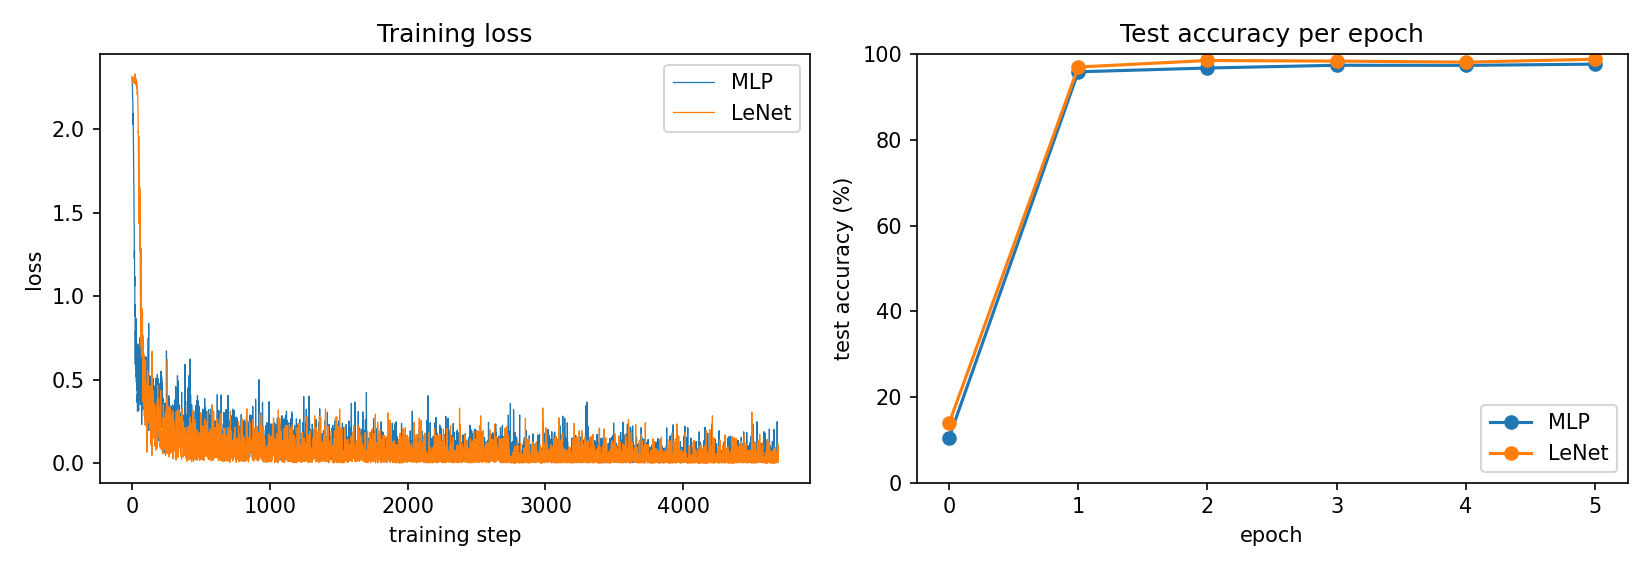 Training loss
MLP
LeNet
2.0
1.5
1.0
0.5
0.0
loss
0
1000
2000
3000
4000
training step
Test accuracy per epoch
100
80
60
40
20
0
test accuracy (%)
MLP
LeNet
0
1
2
3
4
5
epoch